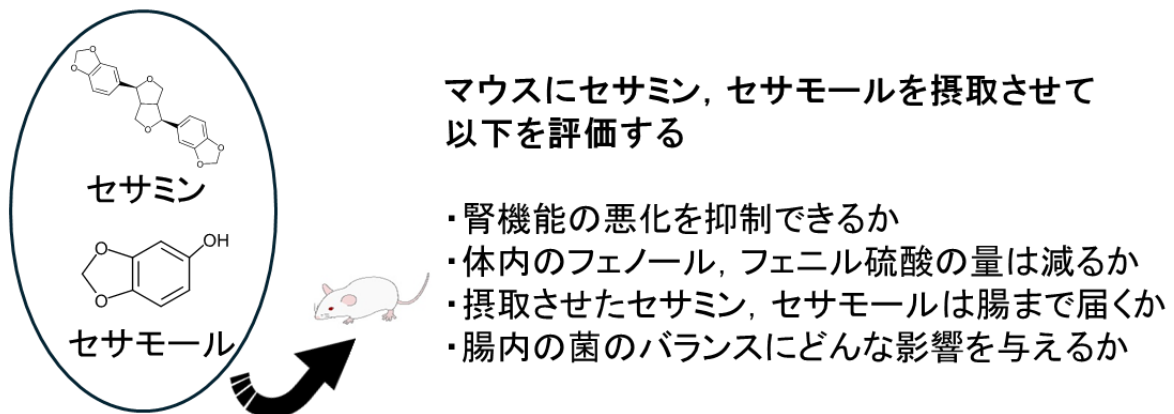 セサミン
OH
セサモール
マウスにセサミン，セサモールを摂取させて
以下を評価する
・腎機能の悪化を抑制できるか
・体内のフェノール，フェニル硫酸の量は減るか
・摂取させたセサミン，セサモールは腸まで届くか
・腸内の菌のバランスにどんな影響を与えるか